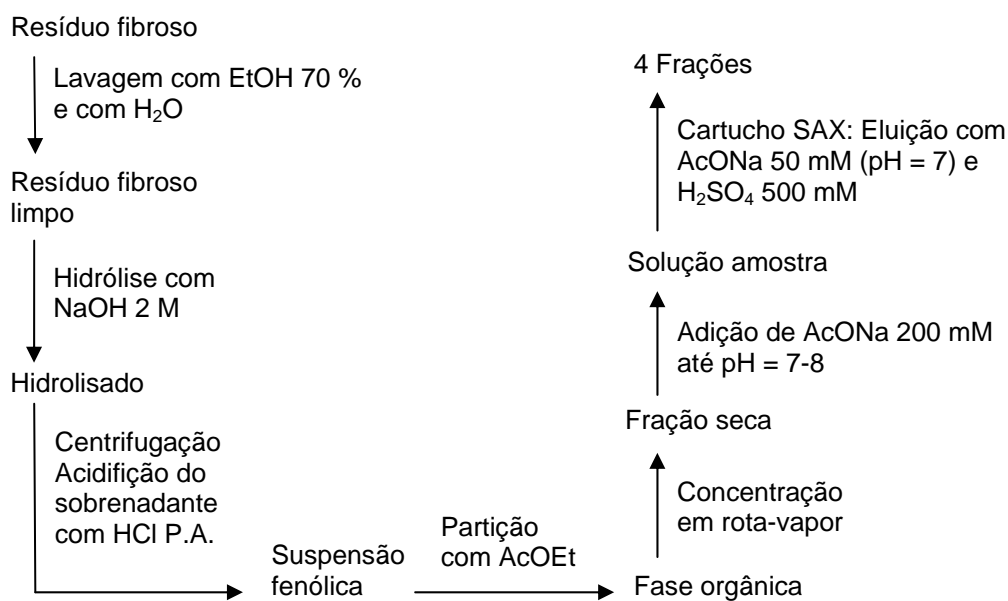 Resíduo fibroso
Lavagem com EtOH 70 %
e com H₂O
Resíduo fibroso
limpo
Hidrólise com
NaOH 2 M
Hidrolisado
Centrifugação
Acidifição do
sobrenadante
com HCl P.A.
Suspensão
fenólica
Partição
com AcOEt
Fase orgânica
Concentração
em rota-vapor
Fração seca
Adição de AcONa 200 mM
até pH = 7-8
Solução amostra
Cartucho SAX: Eluição com
AcONa 50 mM (pH = 7) e
H₂SO₄ 500 mM
4 Frações